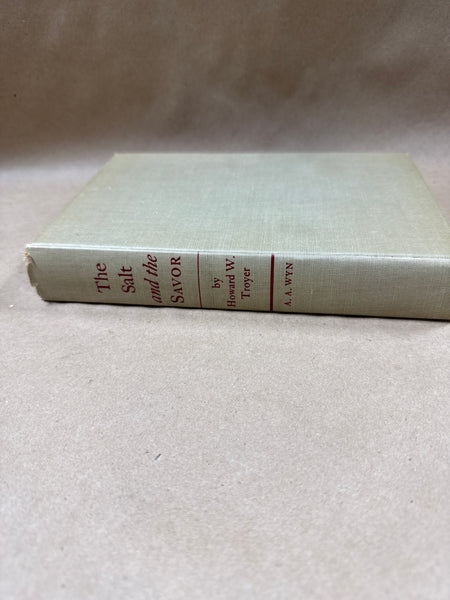 The
Salt
and the
SAVOR
by
Howard W.
Troyer
A. A. WYN